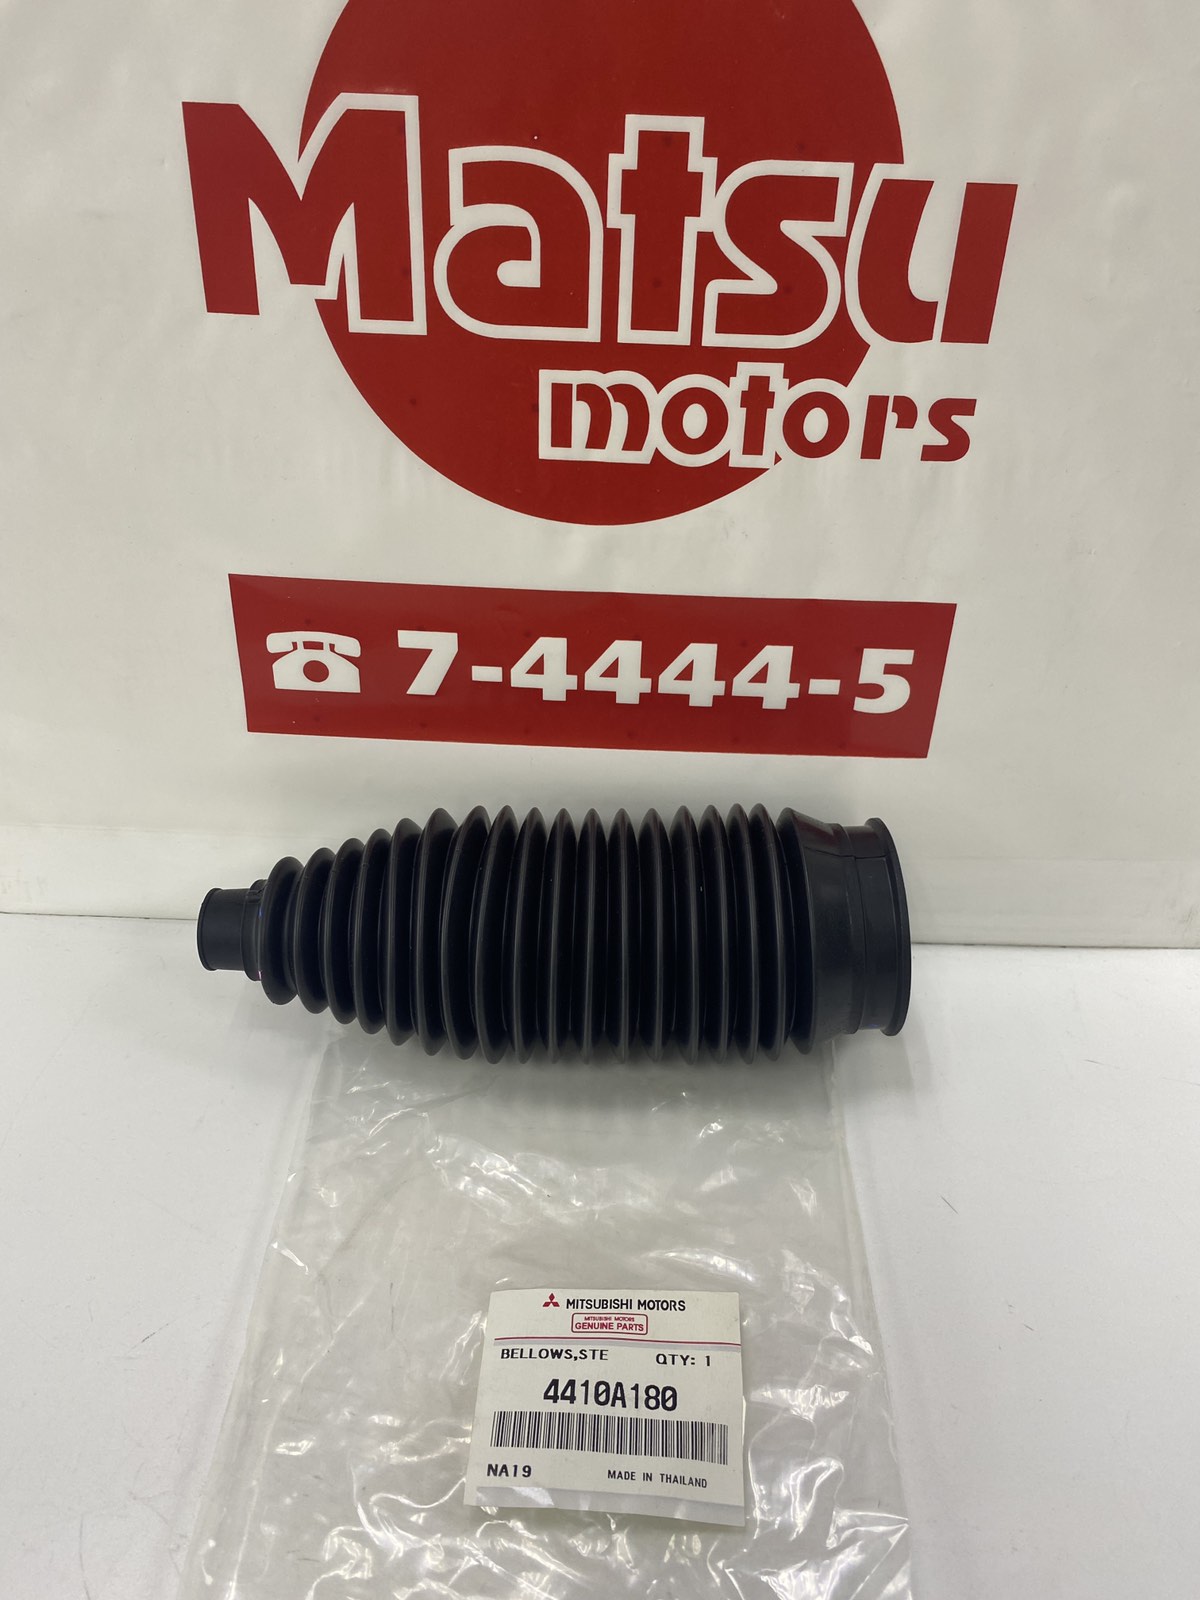 Matsu
motors
7-4444-5
MITSUBISHI MOTORS
MITSUBISHI MOTORS
GENUINE PARTS
BELLOWS,STE QTY: 1
4410A180
NA19 MADE IN THAILAND